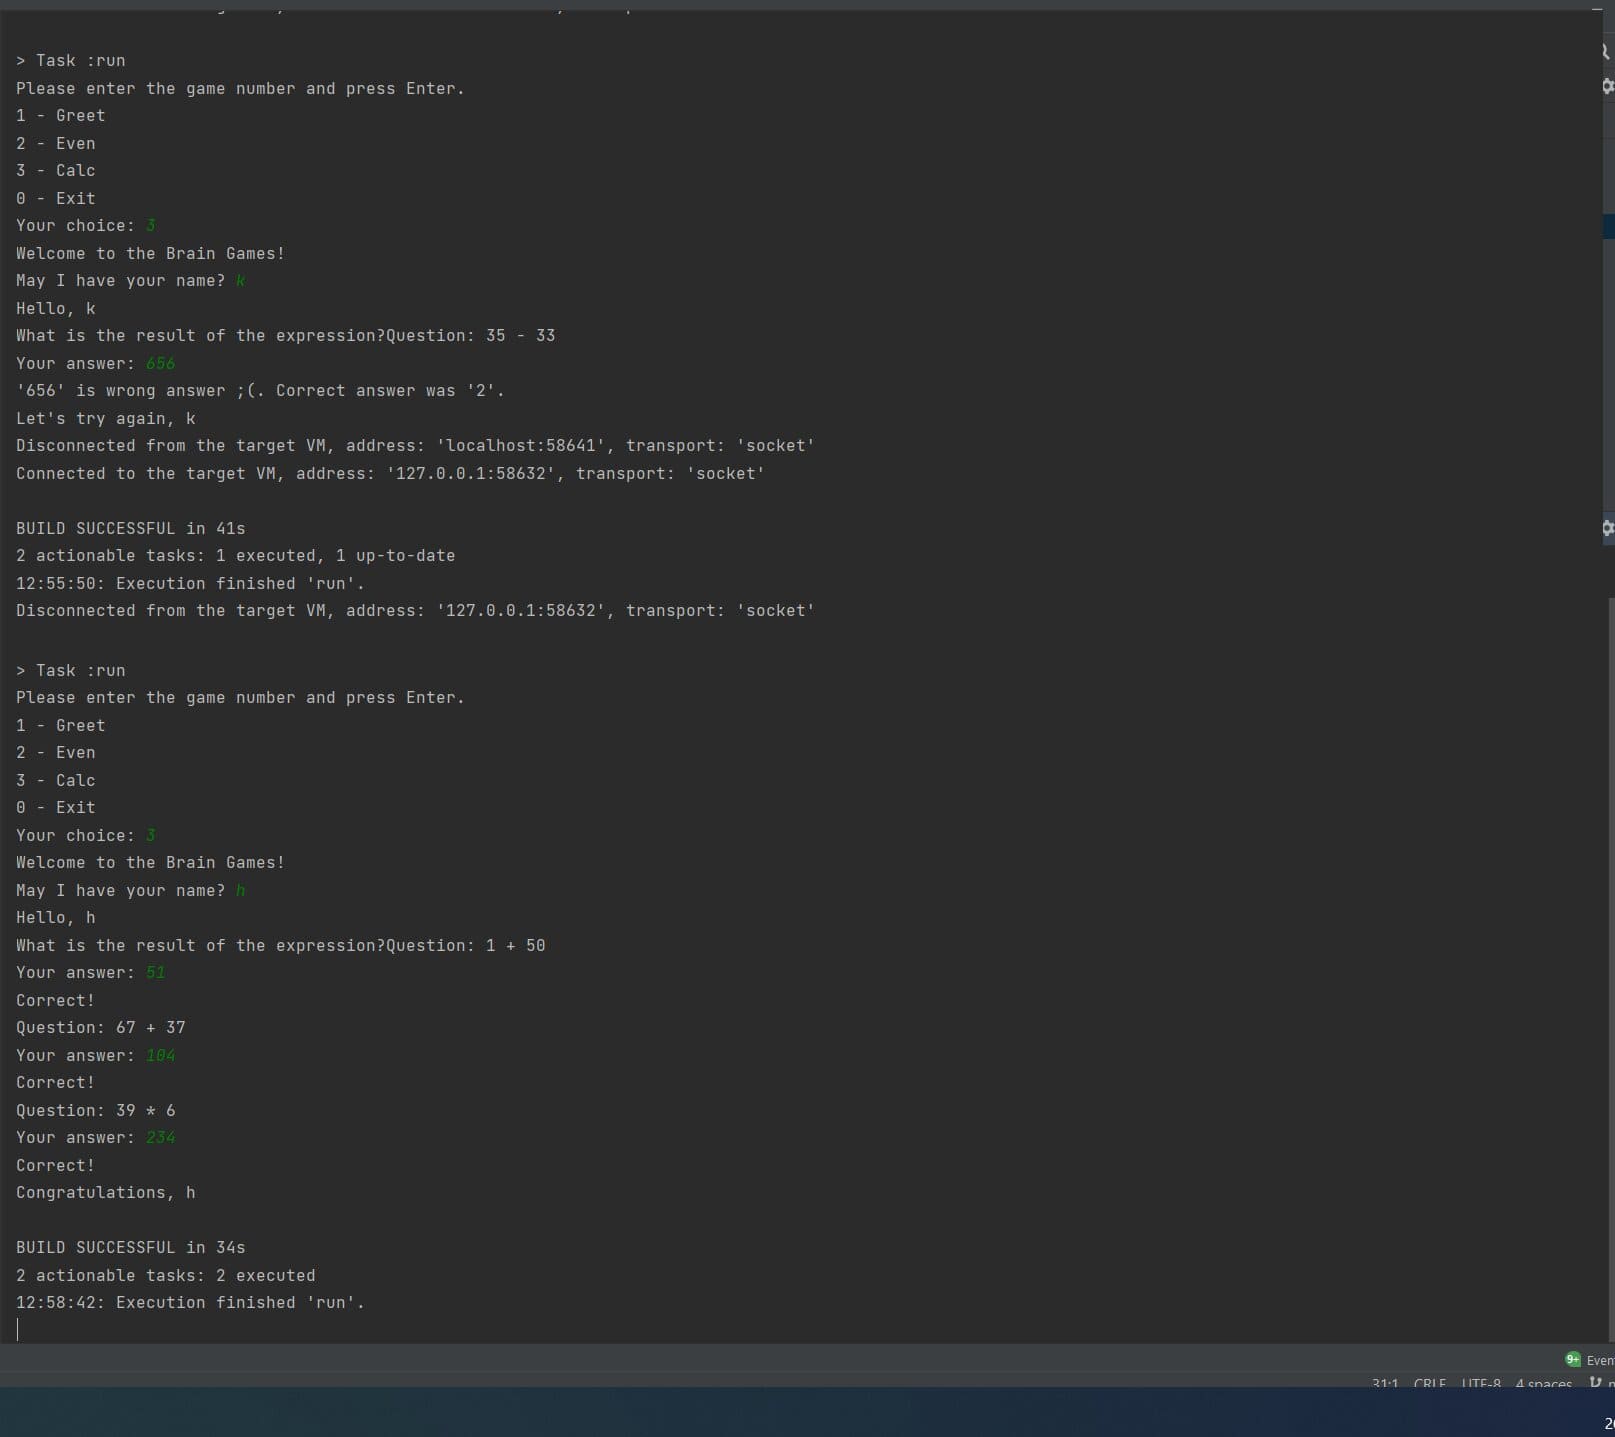 > Task :run
Please enter the game number and press Enter.
1 - Greet
2 - Even
3 - Calc
0 - Exit
Your choice: 3
Welcome to the Brain Games!
May I have your name? k
Hello, k
What is the result of the expression?Question: 35 - 33
Your answer: 656
'656' is wrong answer ;(. Correct answer was '2'.
Let's try again, k
Disconnected from the target VM, address: 'localhost:58641', transport: 'socket'
Connected to the target VM, address: '127.0.0.1:58632', transport: 'socket'
BUILD SUCCESSFUL in 41s
2 actionable tasks: 1 executed, 1 up-to-date
12:55:50: Execution finished 'run'.
Disconnected from the target VM, address: '127.0.0.1:58632', transport: 'socket'
> Task :run
Please enter the game number and press Enter.
1 - Greet
2 - Even
3 - Calc
0 - Exit
Your choice: 3
Welcome to the Brain Games!
May I have your name? h
Hello, h
What is the result of the expression?Question: 1 + 50
Your answer: 51
Correct!
Question: 67 + 37
Your answer: 104
Correct!
Question: 39 * 6
Your answer: 234
Correct!
Congratulations, h
BUILD SUCCESSFUL in 34s
2 actionable tasks: 2 executed
12:58:42: Execution finished 'run'.
9+ Even
31:1 CRLF UTF-8 4 spaces